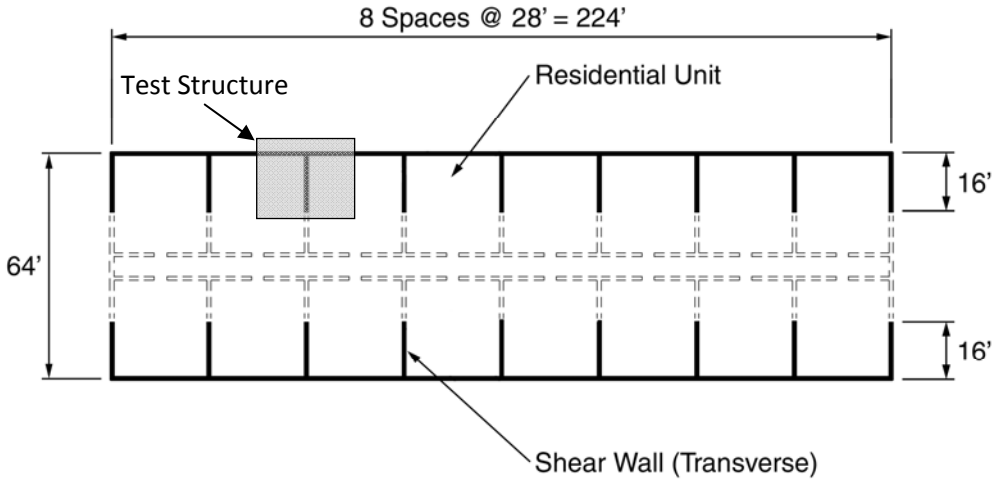 8 Spaces @ 28’ = 224’
Test Structure
Residential Unit
16’
64’
16’
Shear Wall (Transverse)